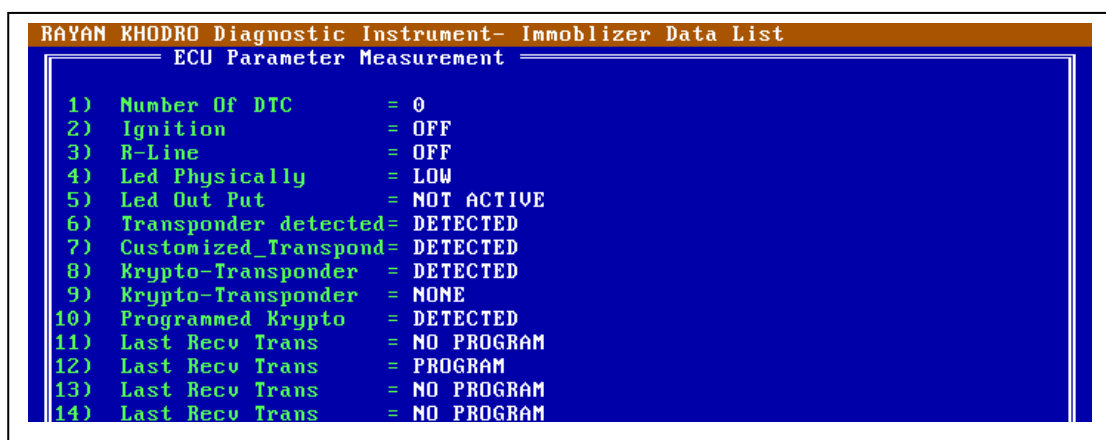 RAYAN KHODRO Diagnostic Instrument- Immoblizer Data List
ECU Parameter Measurement
1) Number Of DTC = 0
2) Ignition = OFF
3) R-Line = OFF
4) Led Physically = LOW
5) Led Out Put = NOT ACTIVE
6) Transponder detected= DETECTED
7) Customized_Transpond= DETECTED
8) Krypto-Transponder = DETECTED
9) Krypto-Transponder = NONE
10) Programmed Krypto = DETECTED
11) Last Recv Trans = NO PROGRAM
12) Last Recv Trans = PROGRAM
13) Last Recv Trans = NO PROGRAM
14) Last Recv Trans = NO PROGRAM